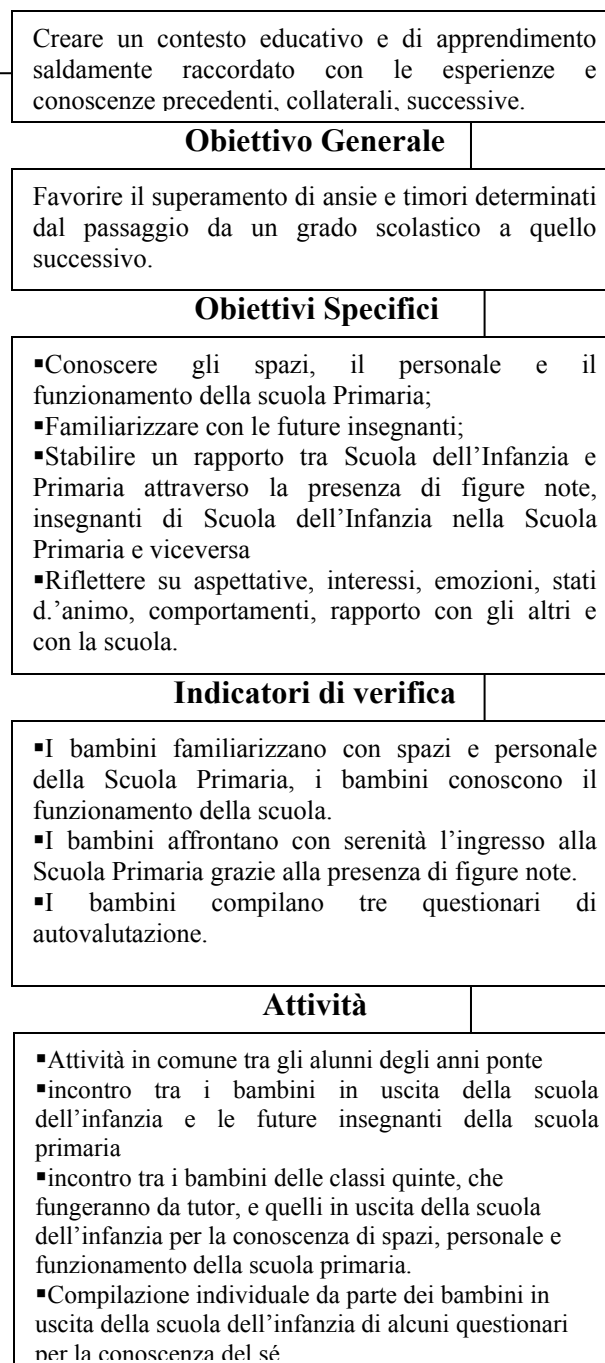 Creare un contesto educativo e di apprendimento
saldamente raccordato con le esperienze e
conoscenze precedenti, collaterali, successive.
Obiettivo Generale
Favorire il superamento di ansie e timori determinati
dal passaggio da un grado scolastico a quello
successivo.
Obiettivi Specifici
▪Conoscere gli spazi, il personale e il
funzionamento della scuola Primaria;
▪Familiarizzare con le future insegnanti;
▪Stabilire un rapporto tra Scuola dell’Infanzia e
Primaria attraverso la presenza di figure note,
insegnanti di Scuola dell’Infanzia nella Scuola
Primaria e viceversa
▪Riflettere su aspettative, interessi, emozioni, stati
d.’animo, comportamenti, rapporto con gli altri e
con la scuola.
Indicatori di verifica
▪I bambini familiarizzano con spazi e personale
della Scuola Primaria, i bambini conoscono il
funzionamento della scuola.
▪I bambini affrontano con serenità l’ingresso alla
Scuola Primaria grazie alla presenza di figure note.
▪I bambini compilano tre questionari di
autovalutazione.
Attività
▪Attività in comune tra gli alunni degli anni ponte
▪incontro tra i bambini in uscita della scuola
dell’infanzia e le future insegnanti della scuola
primaria
▪incontro tra i bambini delle classi quinte, che
fungeranno da tutor, e quelli in uscita della scuola
dell’infanzia per la conoscenza di spazi, personale e
funzionamento della scuola primaria.
▪Compilazione individuale da parte dei bambini in
uscita della scuola dell’infanzia di alcuni questionari
per la conoscenza del sé